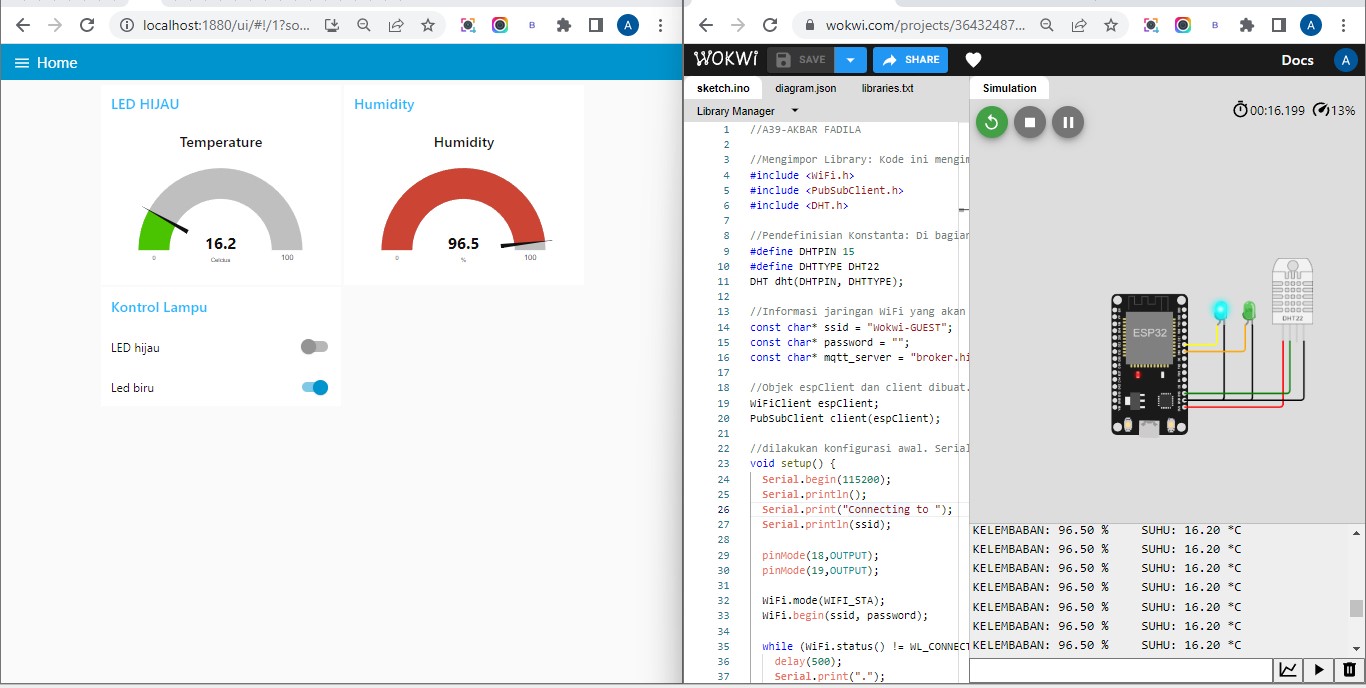 localhost:1880/ui/#!/1?so...
B
A
Home
LED HIJAU
Temperature
16.2
0
Celcius
100
Humidity
Humidity
96.5
0
%
100
Kontrol Lampu
LED hijau
Led biru
wokwi.com/projects/36432487...
B
A
WOKWi
SAVE
SHARE
Docs
A
sketch.ino
diagram.json
libraries.txt
Library Manager
1 //A39-AKBAR FADILA
2
3 //Mengimpor Library: Kode ini mengim
4 #include <WiFi.h>
5 #include <PubSubClient.h>
6 #include <DHT.h>
7
8 //Pendefinisian Konstanta: Di bagian
9 #define DHTPIN 15
10 #define DHTTYPE DHT22
11 DHT dht(DHTPIN, DHTTYPE);
12
13 //Informasi jaringan WiFi yang akan
14 const char* ssid = "Wokwi-GUEST";
15 const char* password = "";
16 const char* mqtt_server = "broker.hi
17
18 //Objek espClient dan client dibuat.
19 WiFiClient espClient;
20 PubSubClient client(espClient);
21
22 //dilakukan konfigurasi awal. Serial
23 void setup() {
24 Serial.begin(115200);
25 Serial.println();
26 Serial.print("Connecting to ");
27 Serial.println(ssid);
28
29 pinMode(18,OUTPUT);
30 pinMode(19,OUTPUT);
31
32 WiFi.mode(WIFI_STA);
33 WiFi.begin(ssid, password);
34
35 while (WiFi.status() != WL_CONNECT
36 delay(500);
37 Serial.print(".");
Simulation
00:16.199
13%
ESP32
DHT22
KELEMBABAN: 96.50 % SUHU: 16.20 *C
KELEMBABAN: 96.50 % SUHU: 16.20 *C
KELEMBABAN: 96.50 % SUHU: 16.20 *C
KELEMBABAN: 96.50 % SUHU: 16.20 *C
KELEMBABAN: 96.50 % SUHU: 16.20 *C
KELEMBABAN: 96.50 % SUHU: 16.20 *C
KELEMBABAN: 96.50 % SUHU: 16.20 *C